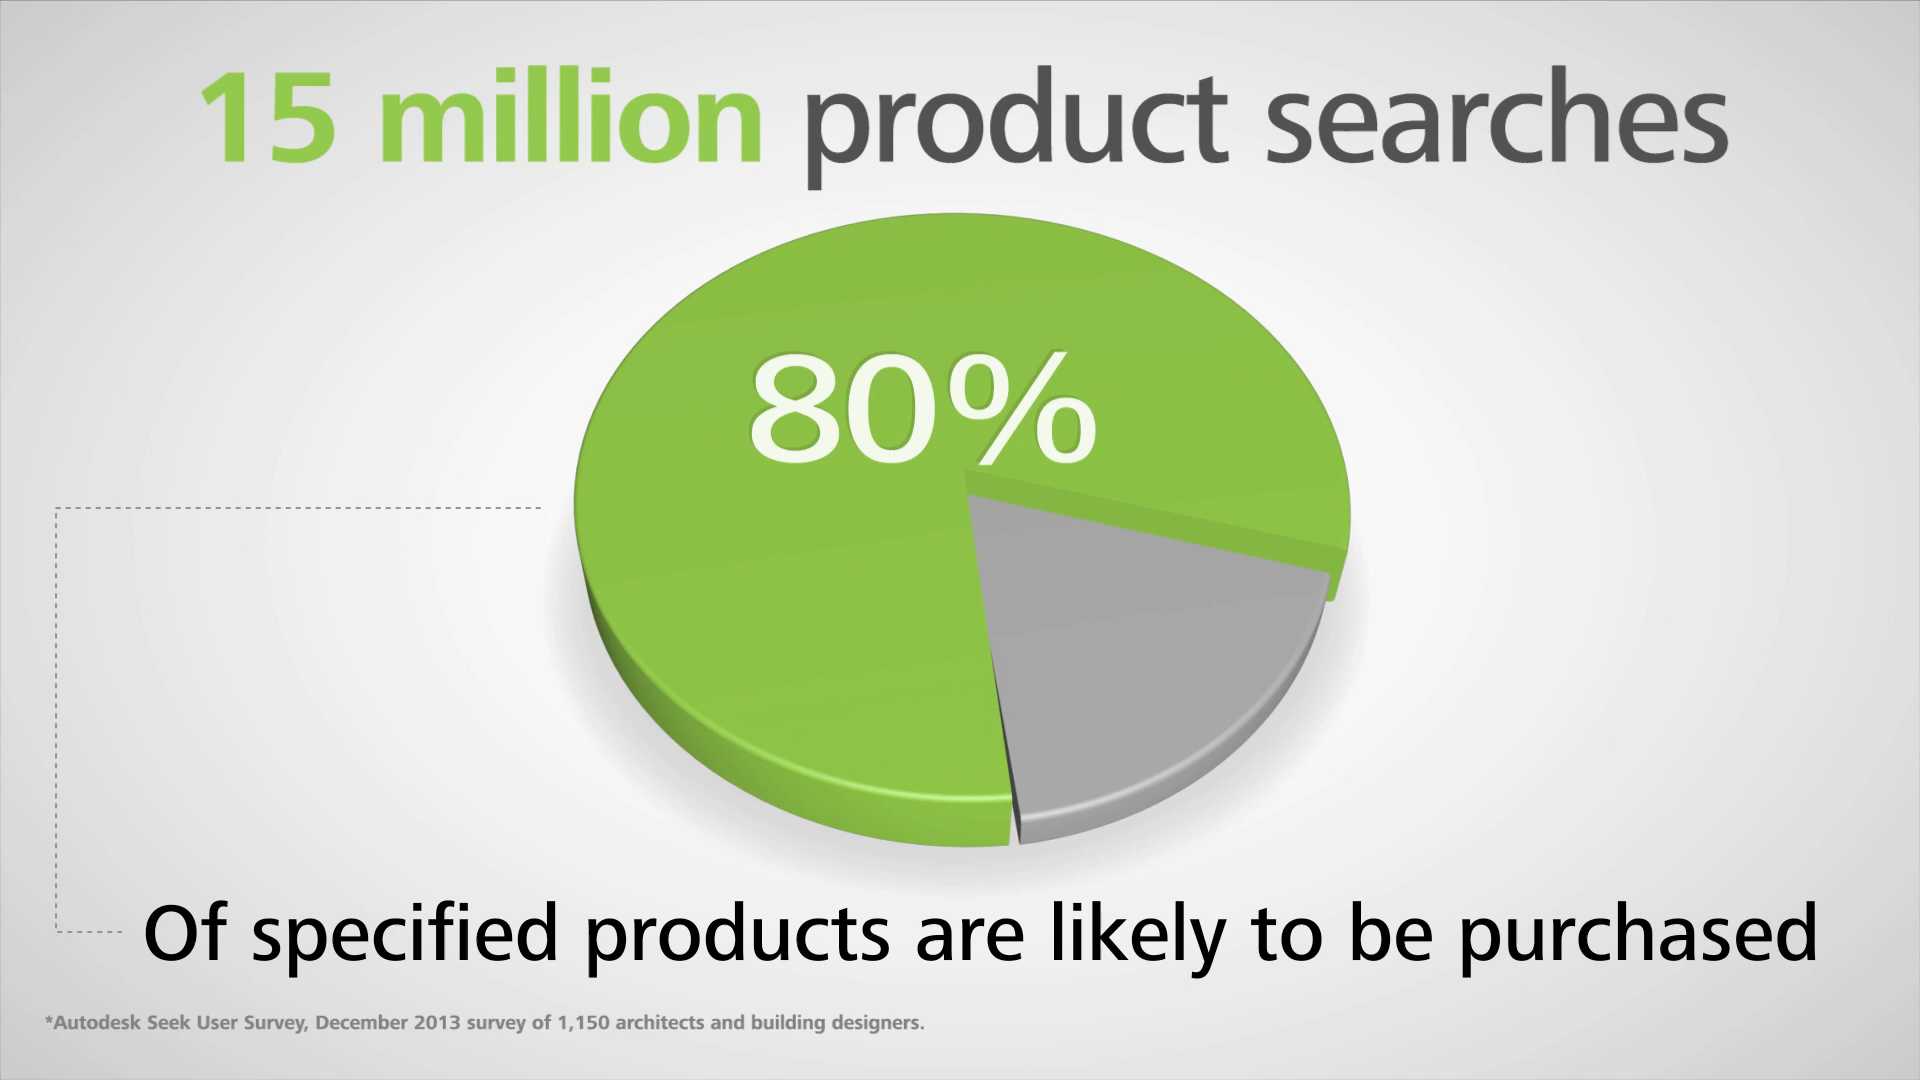 15 million product searches
80%
Of specified products are likely to be purchased
*Autodesk Seek User Survey, December 2013 survey of 1,150 architects and building designers.